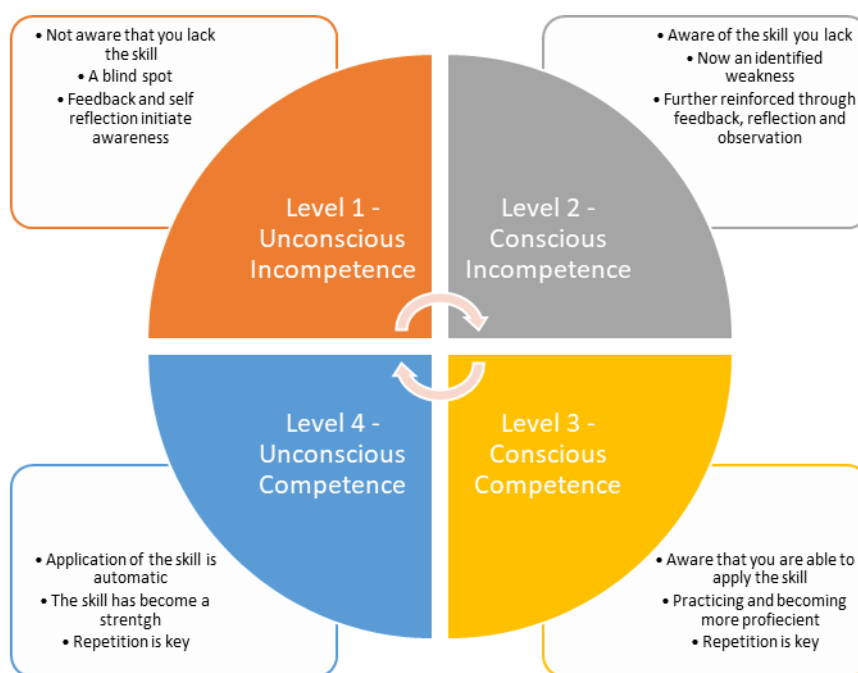 • Not aware that you lack
the skill
• A blind spot
• Feedback and self
reflection initiate
awareness
• Aware of the skill you lack
• Now an identified
weakness
• Further reinforced through
feedback, reflection and
observation
Level 1 -
Unconscious
Incompetence
Level 2 -
Conscious
Incompetence
Level 4 -
Unconscious
Competence
Level 3 -
Conscious
Competence
• Application of the skill is
automatic
• The skill has become a
strentgh
• Repetition is key
• Aware that you are able to
apply the skill
• Practicing and becoming
more profiecient
• Repetition is key